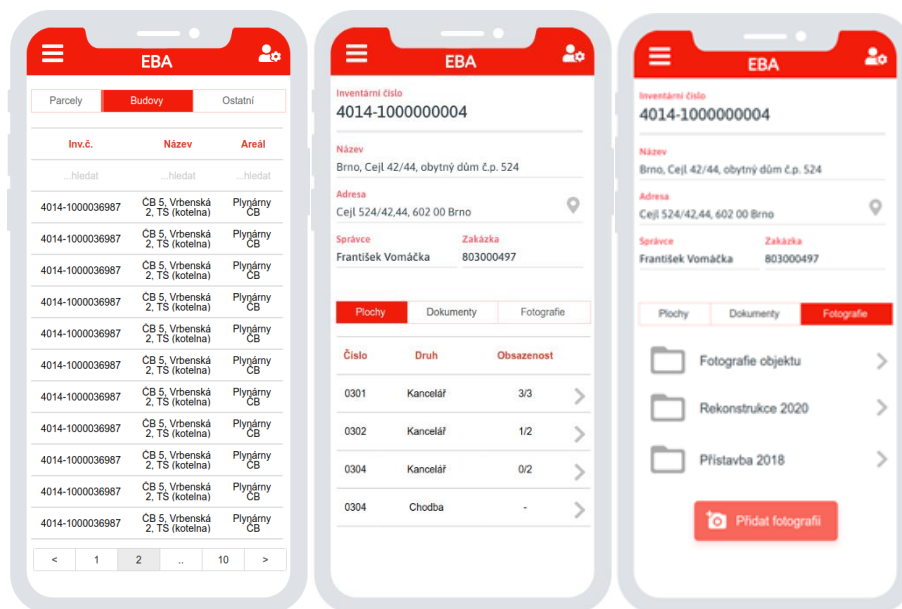 EBA
Parcely Budovy Ostatní
Inv.č. Název Areál
...hledat ...hledat ...hledat
4014-1000036987 ČB 5, Vrbenská 2, TS (kotelna) Plynárny ČB
4014-1000036987 ČB 5, Vrbenská 2, TS (kotelna) Plynárny ČB
4014-1000036987 ČB 5, Vrbenská 2, TS (kotelna) Plynárny ČB
4014-1000036987 ČB 5, Vrbenská 2, TS (kotelna) Plynárny ČB
4014-1000036987 ČB 5, Vrbenská 2, TS (kotelna) Plynárny ČB
4014-1000036987 ČB 5, Vrbenská 2, TS (kotelna) Plynárny ČB
4014-1000036987 ČB 5, Vrbenská 2, TS (kotelna) Plynárny ČB
4014-1000036987 ČB 5, Vrbenská 2, TS (kotelna) Plynárny ČB
4014-1000036987 ČB 5, Vrbenská 2, TS (kotelna) Plynárny ČB
4014-1000036987 ČB 5, Vrbenská 2, TS (kotelna) Plynárny ČB
4014-1000036987 ČB 5, Vrbenská 2, TS (kotelna) Plynárny ČB
< 1 2 .. 10 >
EBA
Inventární číslo
4014-1000000004
Název
Brno, Cejl 42/44, obytný dům č.p. 524
Adresa
Cejl 524/42,44, 602 00 Brno
Správce Zakázka
František Vomáčka 803000497
Plochy Dokumenty Fotografie
Číslo Druh Obsazenost
0301 Kancelář 3/3
0302 Kancelář 1/2
0304 Kancelář 0/2
0304 Chodba -
EBA
Inventární číslo
4014-1000000004
Název
Brno, Cejl 42/44, obytný dům č.p. 524
Adresa
Cejl 524/42,44, 602 00 Brno
Správce Zakázka
František Vomáčka 803000497
Plochy Dokumenty Fotografie
Fotografie objektu
Rekonstrukce 2020
Přístavba 2018
Přidat fotografii